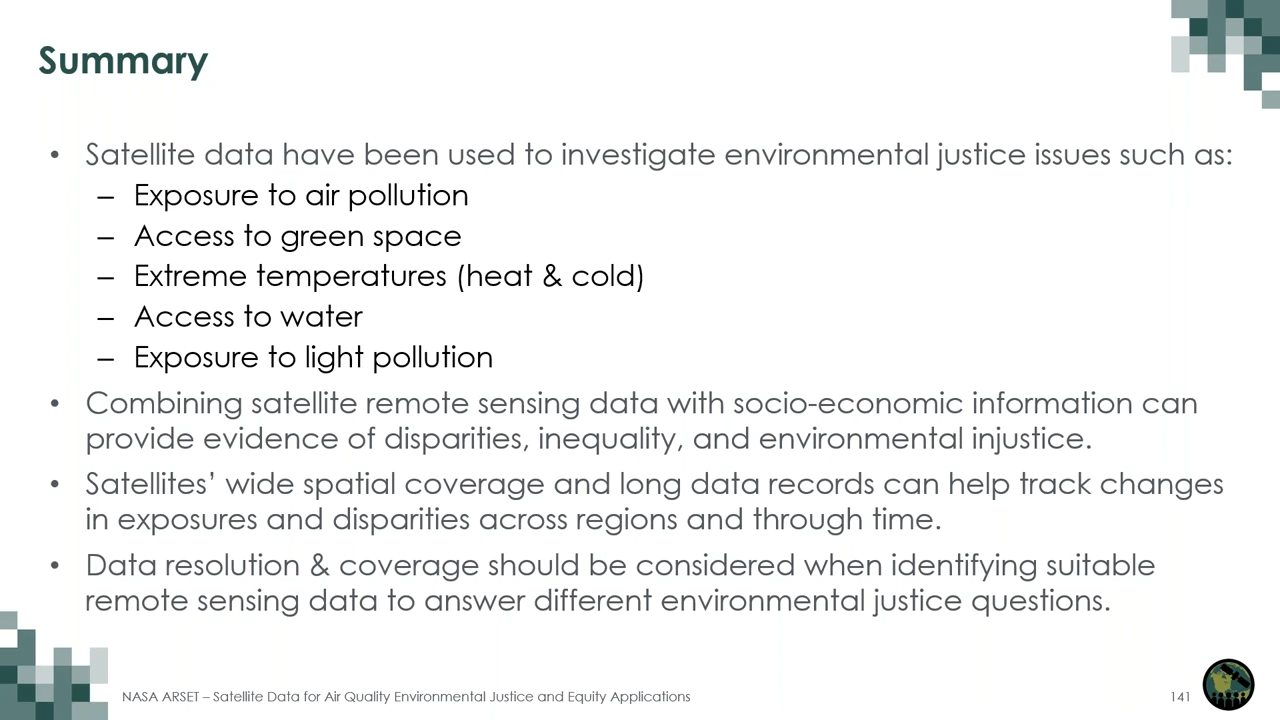 Summary
• Satellite data have been used to investigate environmental justice issues such as:
– Exposure to air pollution
– Access to green space
– Extreme temperatures (heat & cold)
– Access to water
– Exposure to light pollution
• Combining satellite remote sensing data with socio-economic information can
provide evidence of disparities, inequality, and environmental injustice.
• Satellites’ wide spatial coverage and long data records can help track changes
in exposures and disparities across regions and through time.
• Data resolution & coverage should be considered when identifying suitable
remote sensing data to answer different environmental justice questions.
NASA ARSET – Satellite Data for Air Quality Environmental Justice and Equity Applications
141